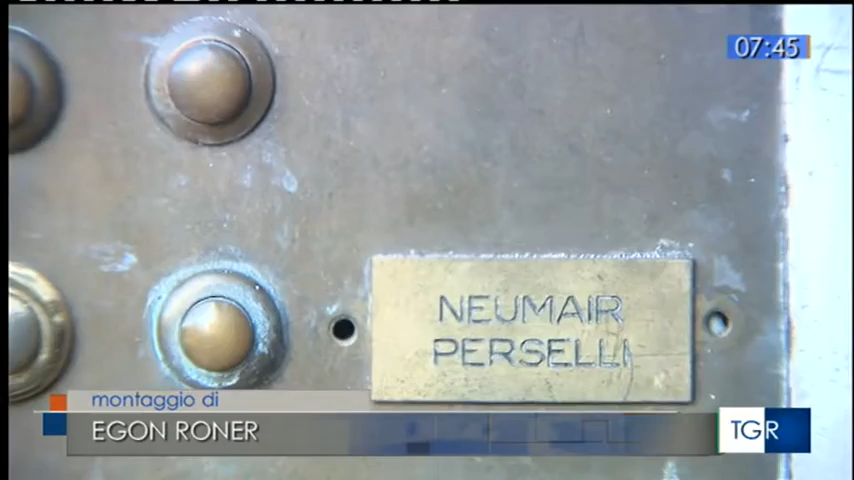 07:45
NEUMAIR
PERSELLI
montaggio di
EGON RONER
TGR